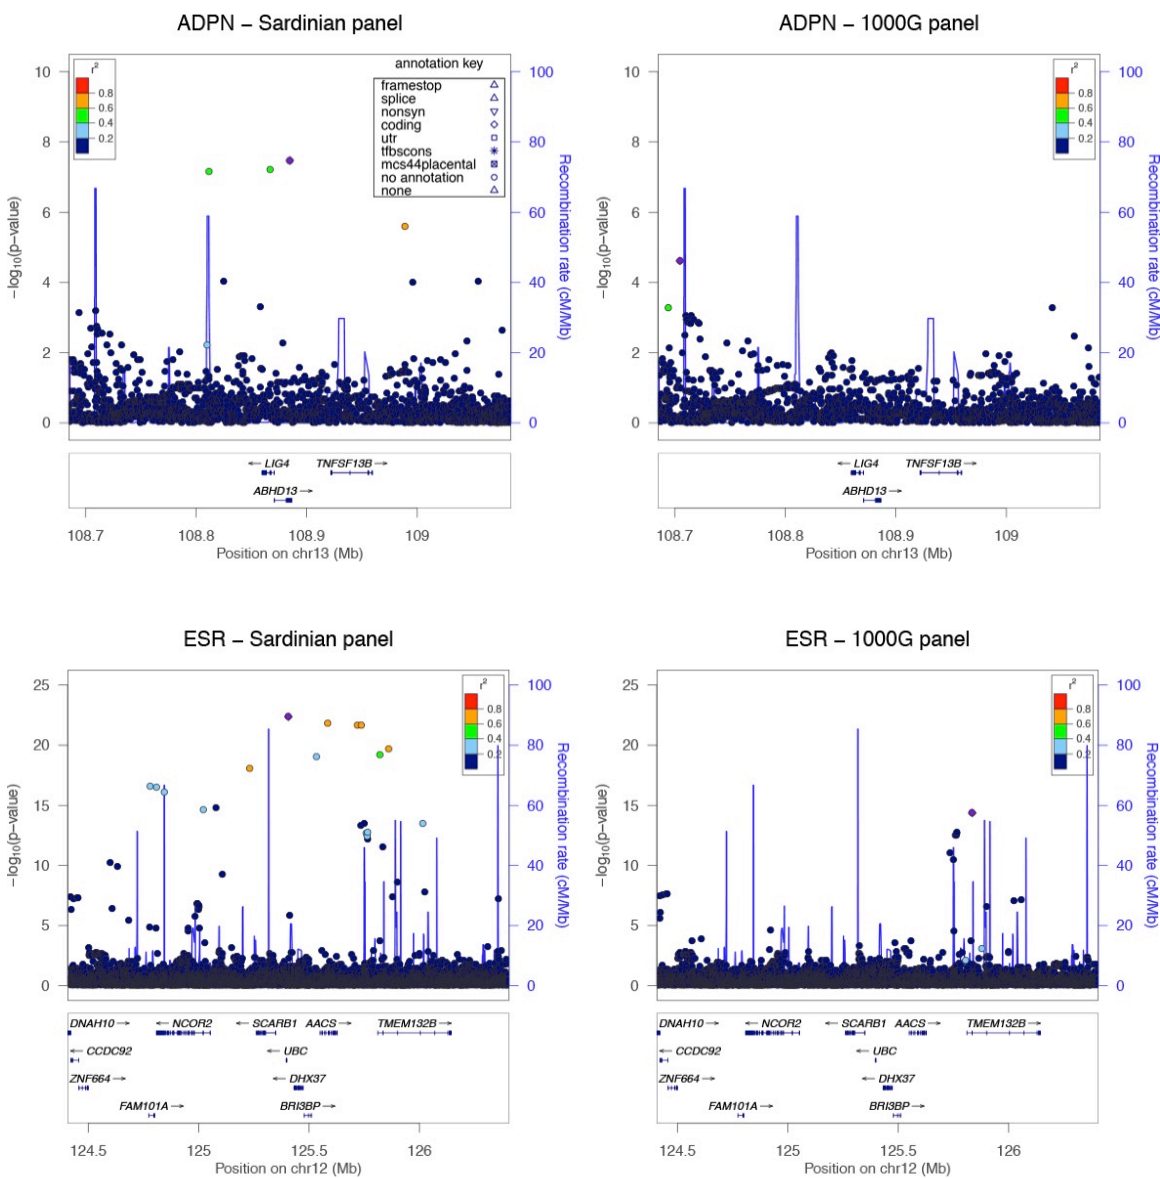 ADPN – Sardinian panel
10
8
6
4
2
0
−log10(p−value)
r2
0.8
0.6
0.4
0.2
annotation key
framestop
splice
nonsyn
coding
utr
tfbscons
mcs44placental
no annotation
none
100
80
60
40
20
0
Recombination rate (cM/Mb)
← LIG4
TNFSF13B →
ABHD13 →
108.7
108.8
108.9
109
Position on chr13 (Mb)
ADPN – 1000G panel
10
8
6
4
2
0
−log10(p−value)
r2
0.8
0.6
0.4
0.2
100
80
60
40
20
0
Recombination rate (cM/Mb)
← LIG4
TNFSF13B →
ABHD13 →
108.7
108.8
108.9
109
Position on chr13 (Mb)
ESR – Sardinian panel
25
20
15
10
5
0
−log10(p−value)
r2
0.8
0.6
0.4
0.2
100
80
60
40
20
0
Recombination rate (cM/Mb)
DNAH10 →
← NCOR2
← SCARB1
AACS →
TMEM132B →
← CCDC92
← UBC
ZNF664 →
← DHX37
FAM101A →
BRI3BP →
124.5
125
125.5
126
Position on chr12 (Mb)
ESR – 1000G panel
25
20
15
10
5
0
−log10(p−value)
r2
0.8
0.6
0.4
0.2
100
80
60
40
20
0
Recombination rate (cM/Mb)
DNAH10 →
← NCOR2
← SCARB1
AACS →
TMEM132B →
← CCDC92
← UBC
ZNF664 →
← DHX37
FAM101A →
BRI3BP →
124.5
125
125.5
126
Position on chr12 (Mb)